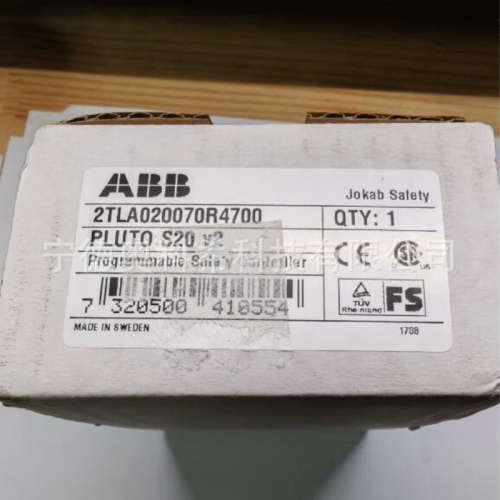 ABB
Jokab Safety
2TLA020070R4700
QTY: 1
PLUTO S20 v2
Programmable Safety Controller
CE
7 320500 410554
TÜV
Rheinland
FS
MADE IN SWEDEN
1708